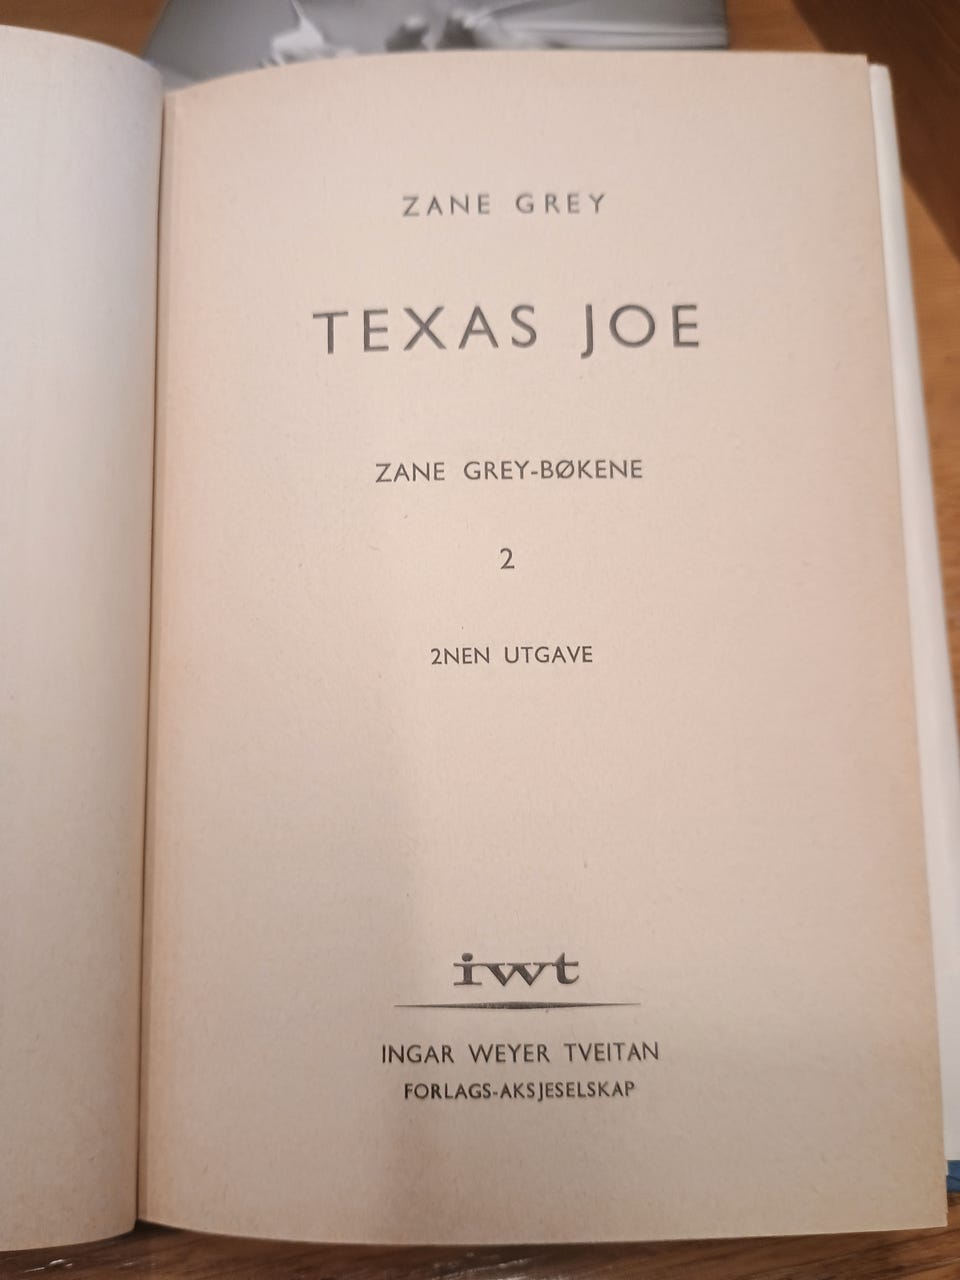 ZANE GREY
TEXAS JOE
ZANE GREY-BØKENE
2
2NEN UTGAVE
iwt
INGAR WEYER TVEITAN
FORLAGS-AKSJESELSKAP